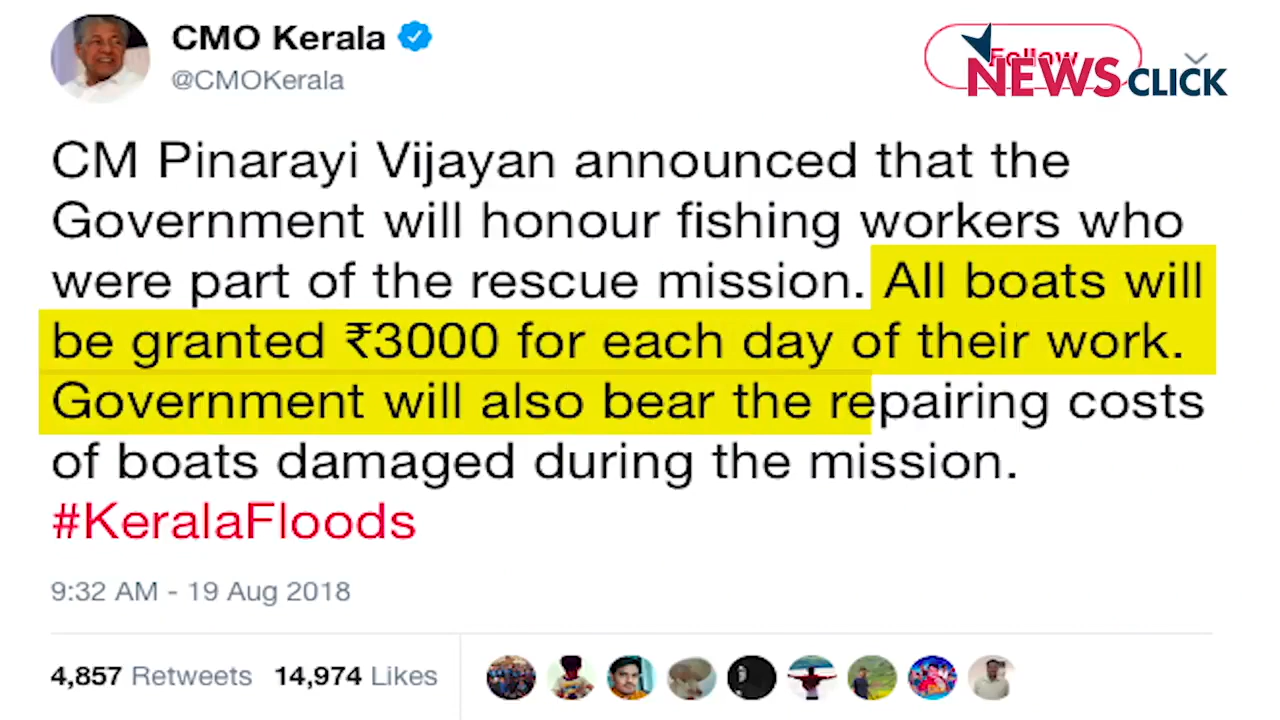 CMO Kerala
@CMOKerala
Follow
NEWSCLICK
CM Pinarayi Vijayan announced that the
Government will honour fishing workers who
were part of the rescue mission. All boats will
be granted ₹3000 for each day of their work.
Government will also bear the repairing costs
of boats damaged during the mission.
#KeralaFloods
9:32 AM - 19 Aug 2018
4,857 Retweets 14,974 Likes